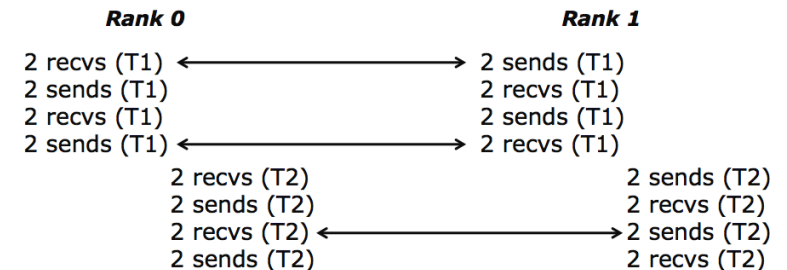 Rank 0 Rank 1
2 recvs (T1) 2 sends (T1)
2 sends (T1) 2 recvs (T1)
2 recvs (T1) 2 sends (T1)
2 sends (T1) 2 recvs (T1)
2 recvs (T2) 2 sends (T2)
2 sends (T2) 2 recvs (T2)
2 recvs (T2) 2 sends (T2)
2 sends (T2) 2 recvs (T2)